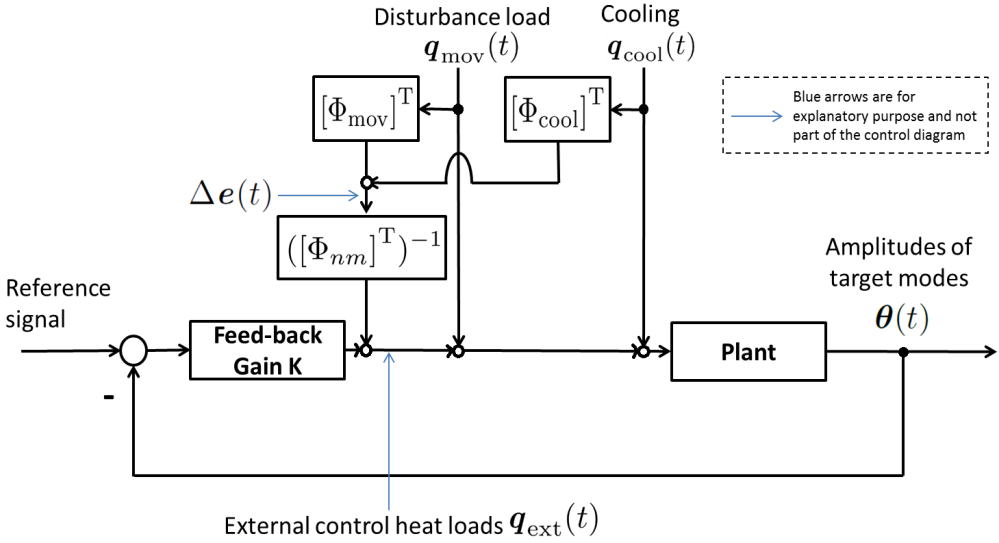 Disturbance load
q_mov(t)
Cooling
q_cool(t)
[Φ_mov]^T
[Φ_cool]^T
Blue arrows are for
explanatory purpose and not
part of the control diagram
Δe(t)
([Φ_nm]^T)^−1
Amplitudes of
target modes
θ(t)
Reference
signal
Feed-back
Gain K
Plant
-
External control heat loads q_ext(t)